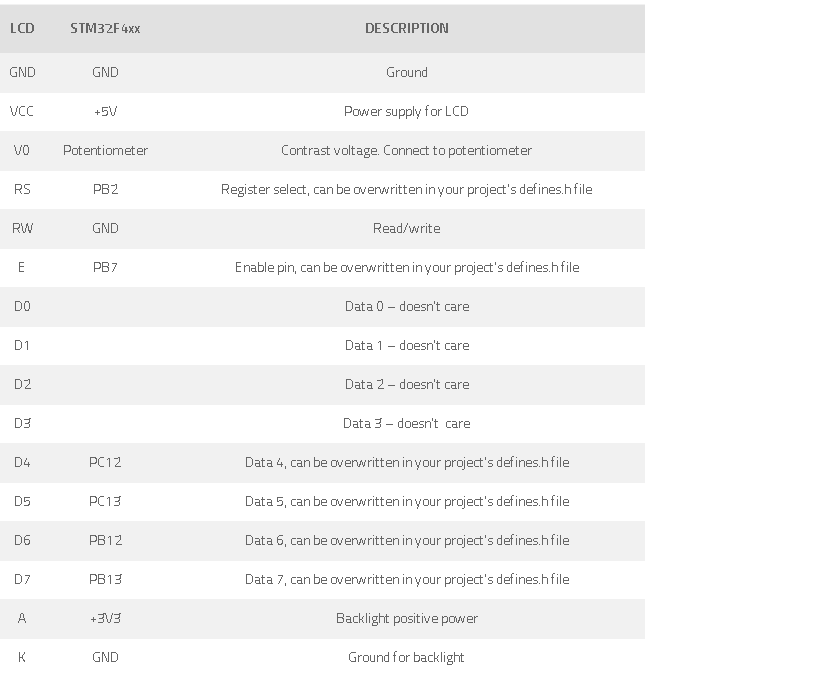 LCD STM32F4xx DESCRIPTION
GND GND Ground
VCC +5V Power supply for LCD
V0 Potentiometer Contrast voltage. Connect to potentiometer
RS PB2 Register select, can be overwritten in your project's defines.h file
RW GND Read/write
E PB7 Enable pin, can be overwritten in your project's defines.h file
D0 Data 0 – doesn't care
D1 Data 1 – doesn't care
D2 Data 2 – doesn't care
D3 Data 3 – doesn't care
D4 PC12 Data 4, can be overwritten in your project's defines.h file
D5 PC13 Data 5, can be overwritten in your project's defines.h file
D6 PB12 Data 6, can be overwritten in your project's defines.h file
D7 PB13 Data 7, can be overwritten in your project's defines.h file
A +3V3 Backlight positive power
K GND Ground for backlight